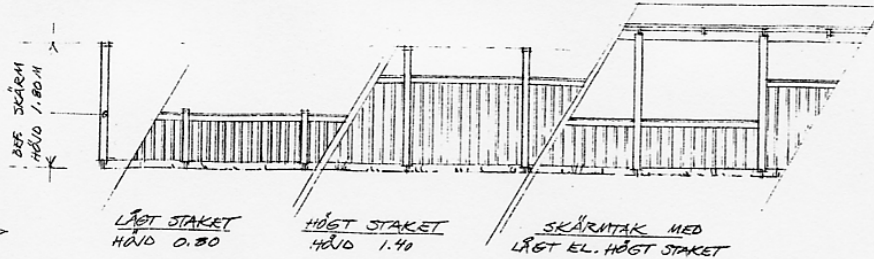 BEF. SKÄRM
HÖJD 1.80 M
LÅGT STAKET
HÖJD 0.80
HÖGT STAKET
HÖJD 1.40
SKÄRMTAK MED
LÅGT EL. HÖGT STAKET